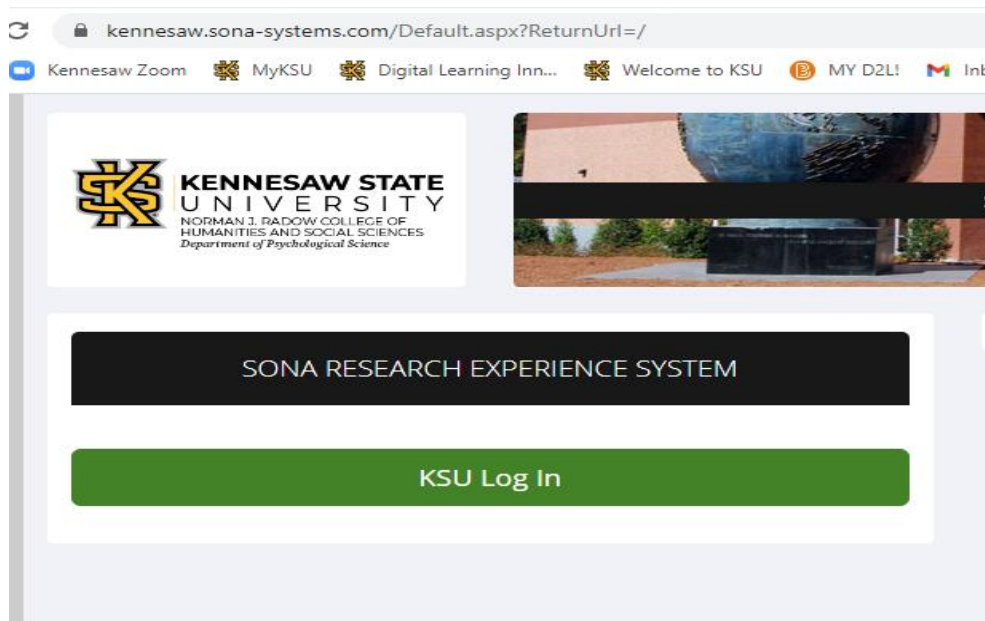 kennesaw.sona-systems.com/Default.aspx?ReturnUrl=/
Kennesaw Zoom MyKSU Digital Learning Inn... Welcome to KSU B MY D2L! M
KS
KENNESAW STATE
UNIVERSITY
NORMAN J. RADOW COLLEGE OF
HUMANITIES AND SOCIAL SCIENCES
Department of Psychological Science
SONA RESEARCH EXPERIENCE SYSTEM
KSU Log In